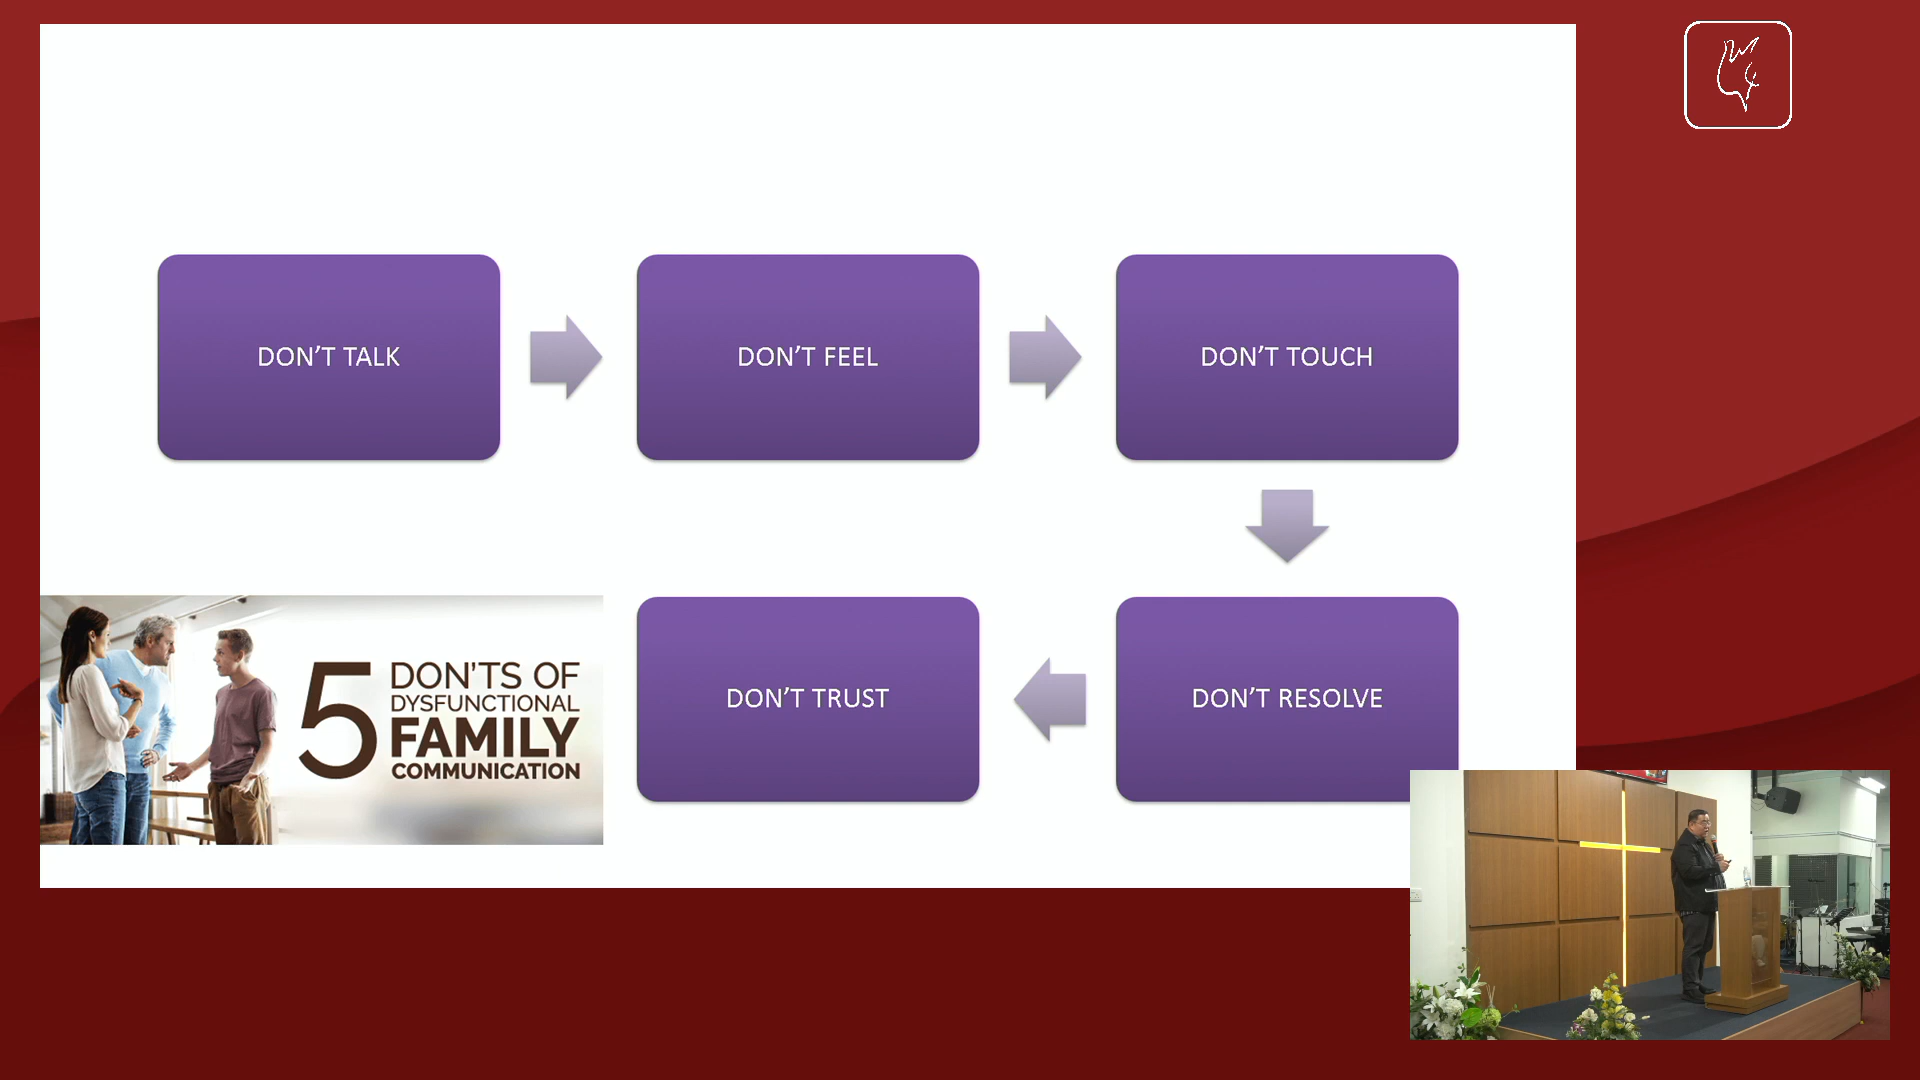 DON’T TALK
DON’T FEEL
DON’T TOUCH
DON’T RESOLVE
DON’T TRUST
5 DON’TS OF
DYSFUNCTIONAL
FAMILY
COMMUNICATION